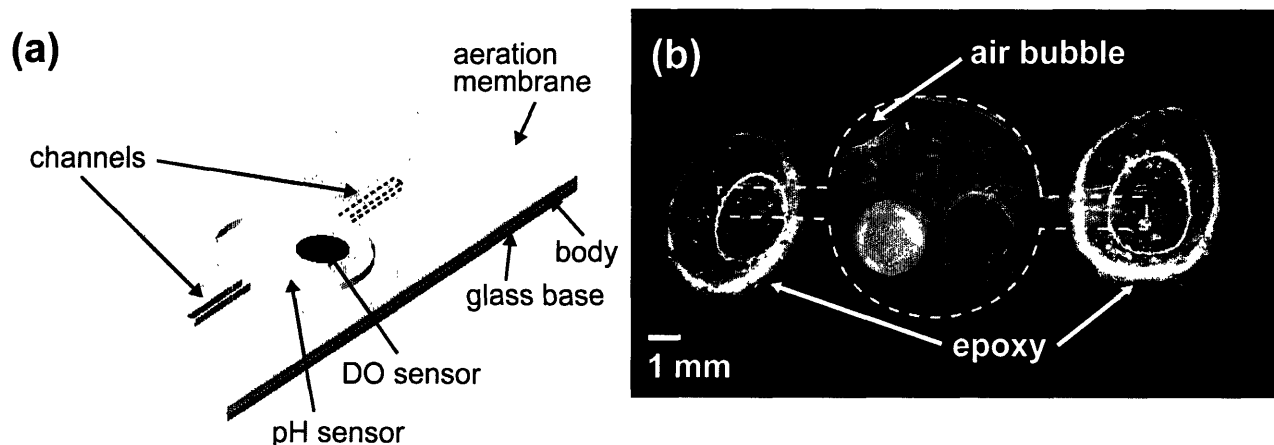 (a)
aeration
membrane
channels
body
glass base
DO sensor
pH sensor
(b)
air bubble
epoxy
1 mm